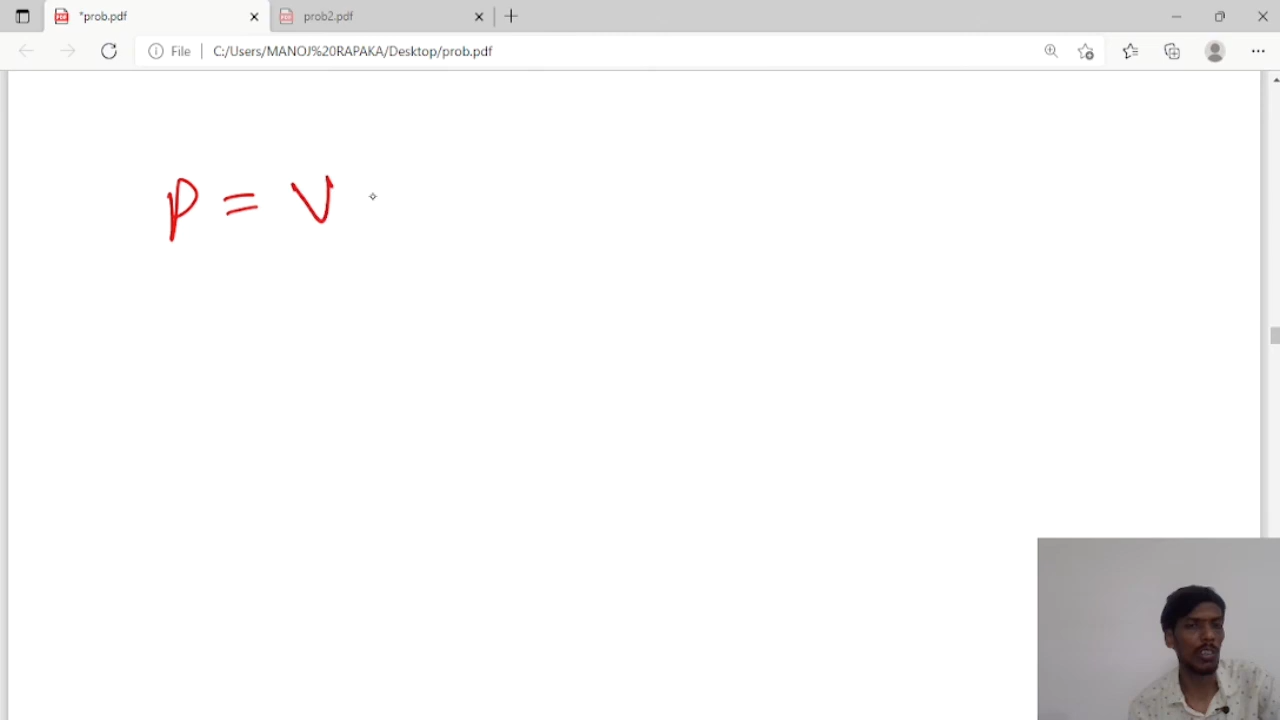 *prob.pdf
prob2.pdf
File
C:/Users/MANOJ%20RAPAKA/Desktop/prob.pdf
P = V